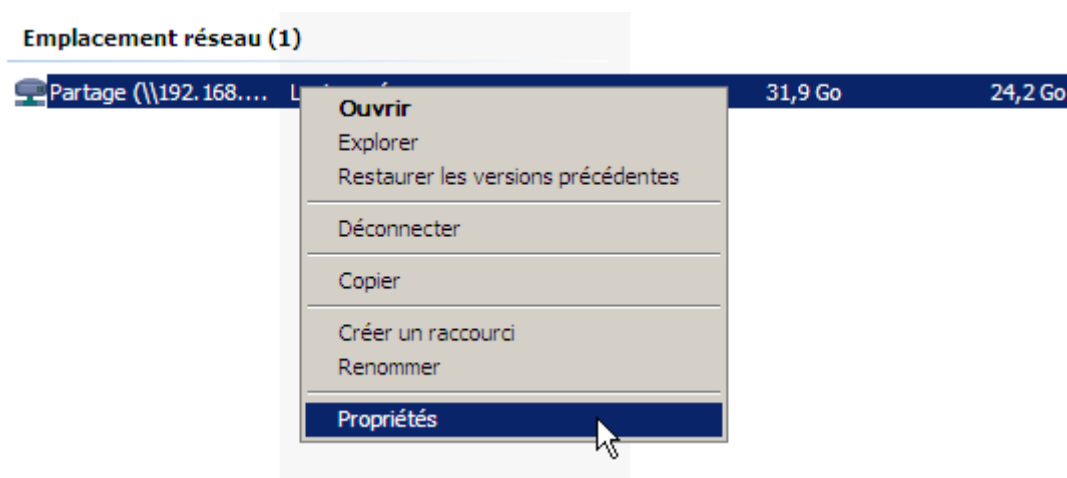 Emplacement réseau (1)
Partage (\\192.168.... 31,9 Go 24,2 Go
Ouvrir
Explorer
Restaurer les versions précédentes
Déconnecter
Copier
Créer un raccourci
Renommer
Propriétés